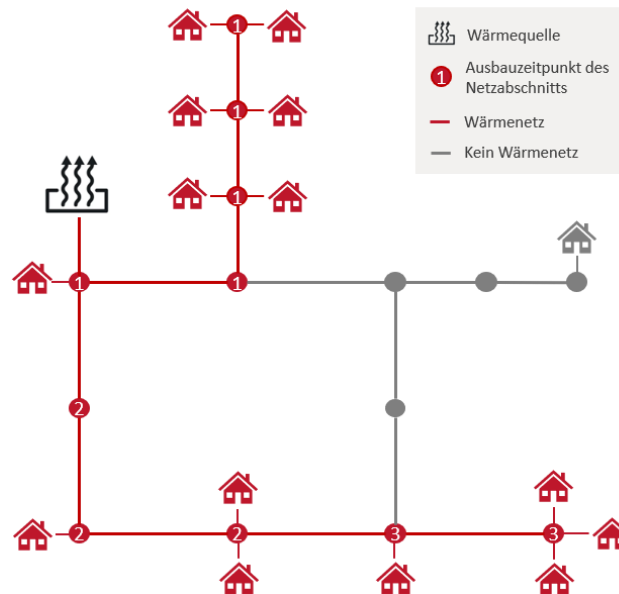 1
Wärmequelle
1
Ausbauzeitpunkt des
Netzabschnitts
1
Wärmenetz
Kein Wärmenetz
1
1
1
2
2
2
3
3